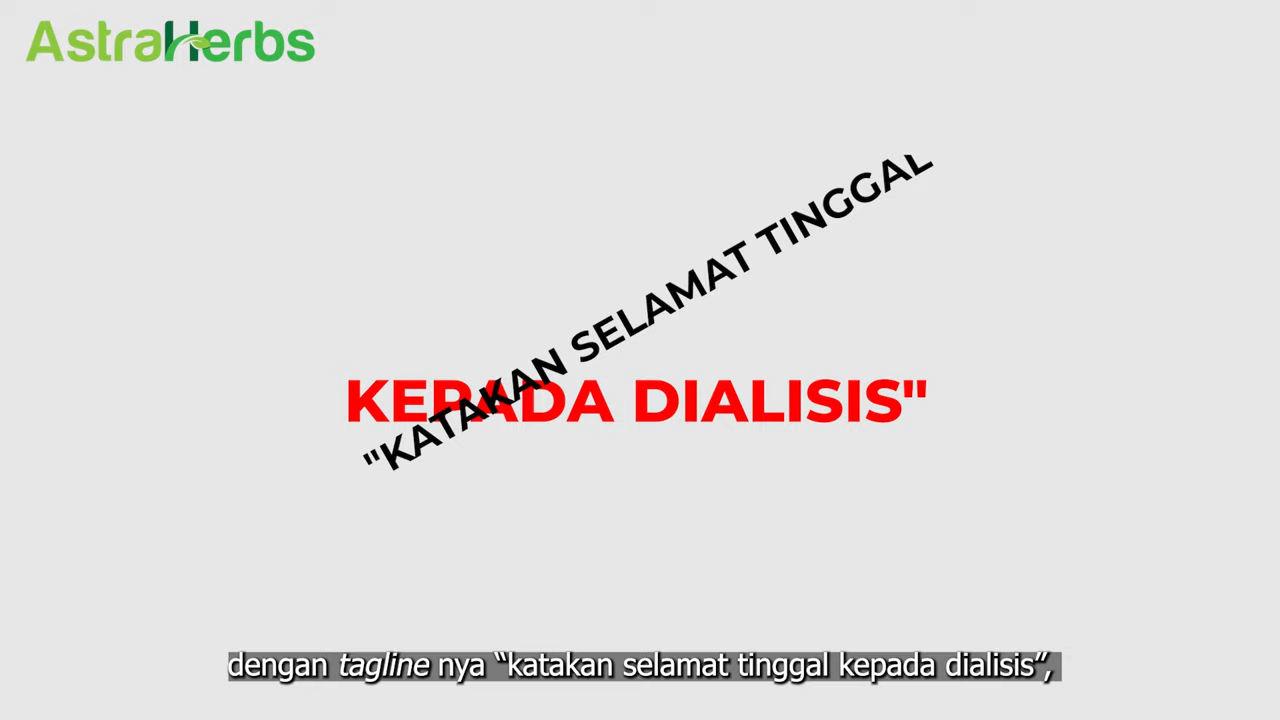 AstraHerbs
"KATAKAN SELAMAT TINGGAL
KEPADA DIALISIS"
dengan tagline nya “katakan selamat tinggal kepada dialisis”,